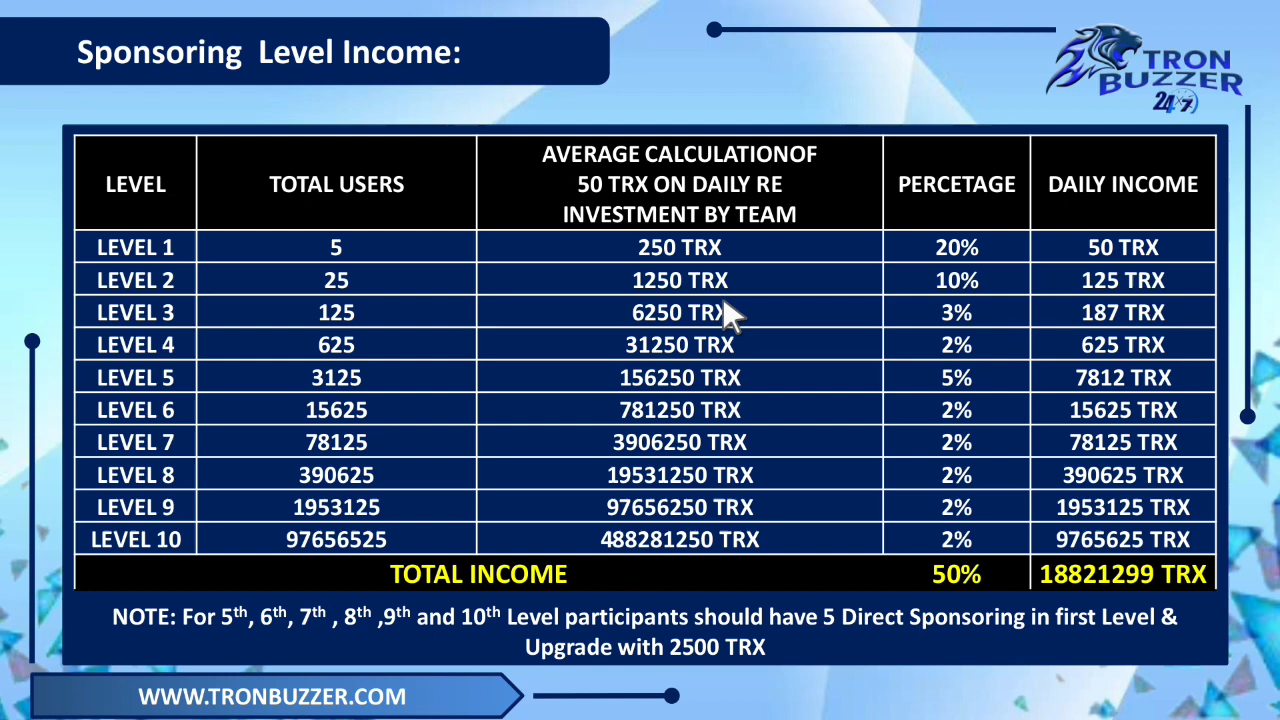 Sponsoring Level Income:
TRON
BUZZER
24x7
LEVEL TOTAL USERS AVERAGE CALCULATIONOF 50 TRX ON DAILY RE INVESTMENT BY TEAM PERCETAGE DAILY INCOME
LEVEL 1 5 250 TRX 20% 50 TRX
LEVEL 2 25 1250 TRX 10% 125 TRX
LEVEL 3 125 6250 TRX 3% 187 TRX
LEVEL 4 625 31250 TRX 2% 625 TRX
LEVEL 5 3125 156250 TRX 5% 7812 TRX
LEVEL 6 15625 781250 TRX 2% 15625 TRX
LEVEL 7 78125 3906250 TRX 2% 78125 TRX
LEVEL 8 390625 19531250 TRX 2% 390625 TRX
LEVEL 9 1953125 97656250 TRX 2% 1953125 TRX
LEVEL 10 97656525 488281250 TRX 2% 9765625 TRX
TOTAL INCOME 50% 18821299 TRX
NOTE: For 5th, 6th, 7th , 8th ,9th and 10th Level participants should have 5 Direct Sponsoring in first Level &
Upgrade with 2500 TRX
WWW.TRONBUZZER.COM